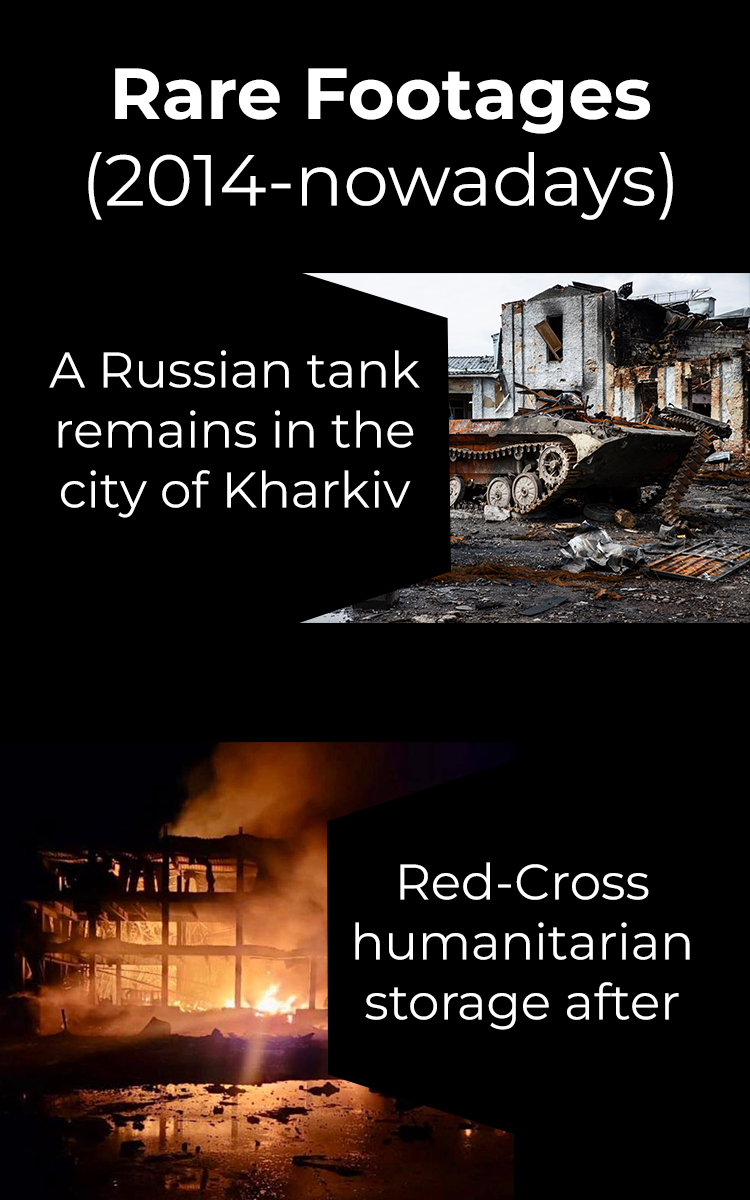 Rare Footages
(2014-nowadays)
A Russian tank
remains in the
city of Kharkiv
Red-Cross
humanitarian
storage after